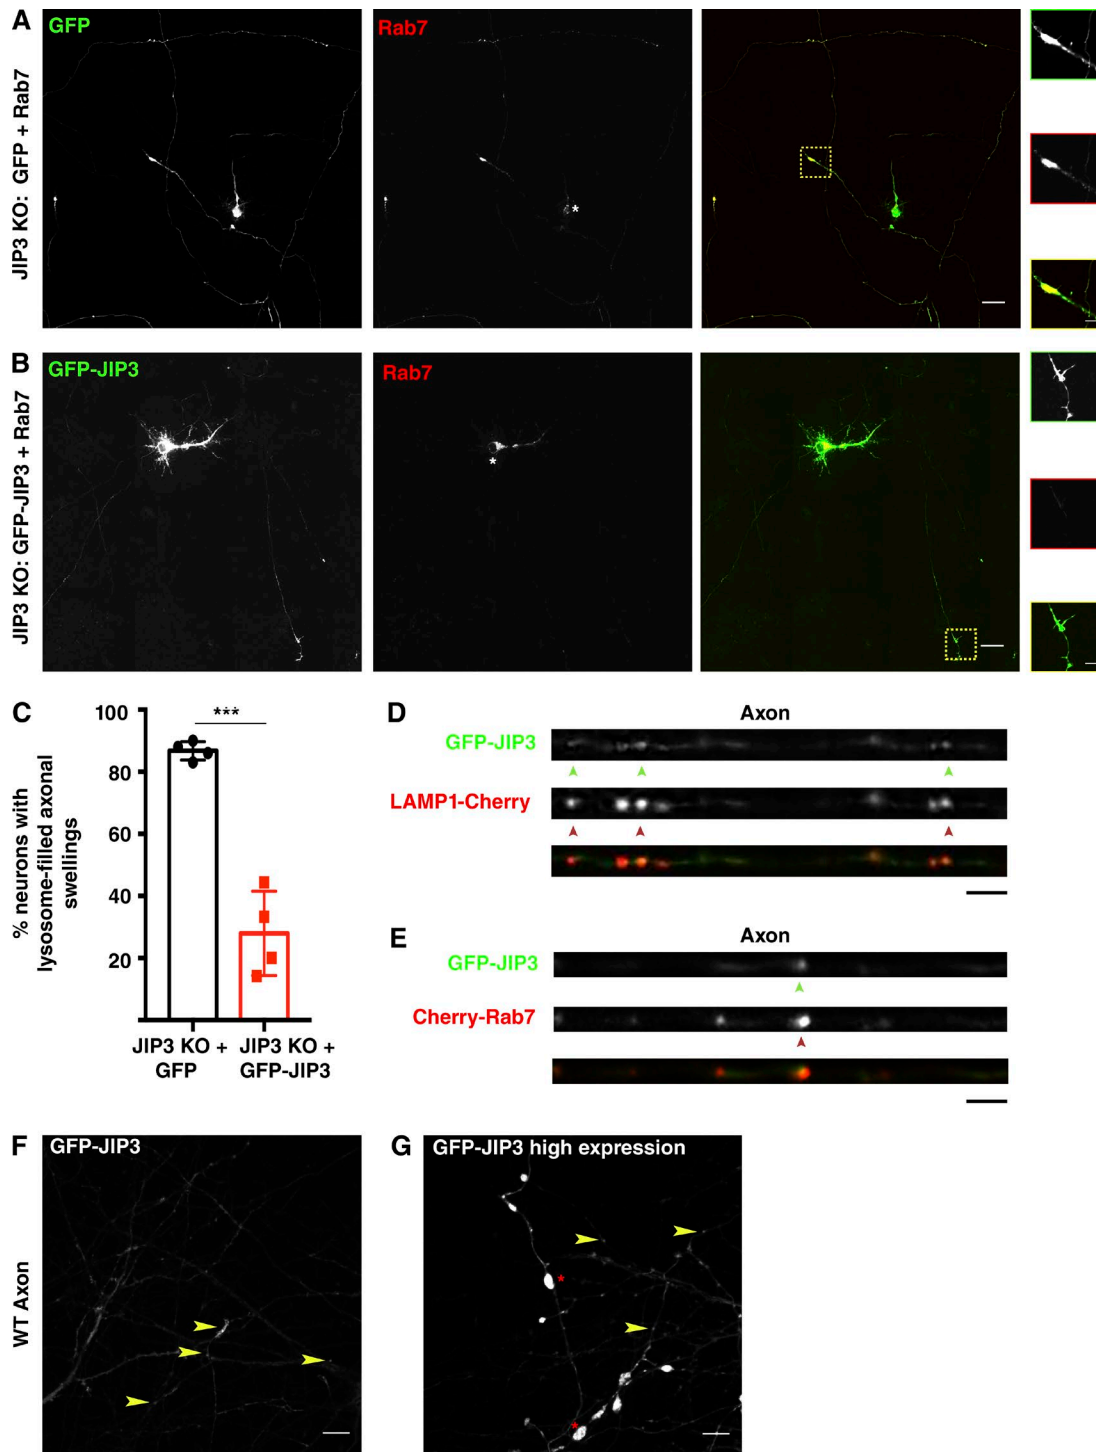 A
GFP
Rab7
JIP3 KO: GFP + Rab7
*
B
GFP-JIP3
Rab7
JIP3 KO: GFP-JIP3 + Rab7
*
C
% neurons with
lysosome-filled axonal
swellings
100
80
60
40
20
***
JIP3 KO +
GFP
JIP3 KO +
GFP-JIP3
D
Axon
GFP-JIP3
LAMP1-Cherry
E
Axon
GFP-JIP3
Cherry-Rab7
F
GFP-JIP3
WT Axon
G
GFP-JIP3 high expression
*
*